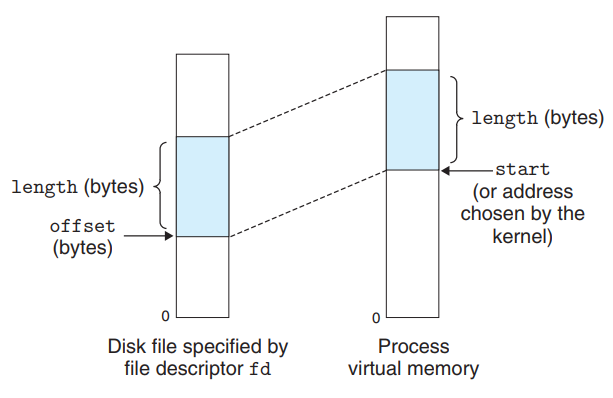 length (bytes)
offset
(bytes)
0
Disk file specified by
file descriptor fd
length (bytes)
start
(or address
chosen by the
kernel)
0
Process
virtual memory